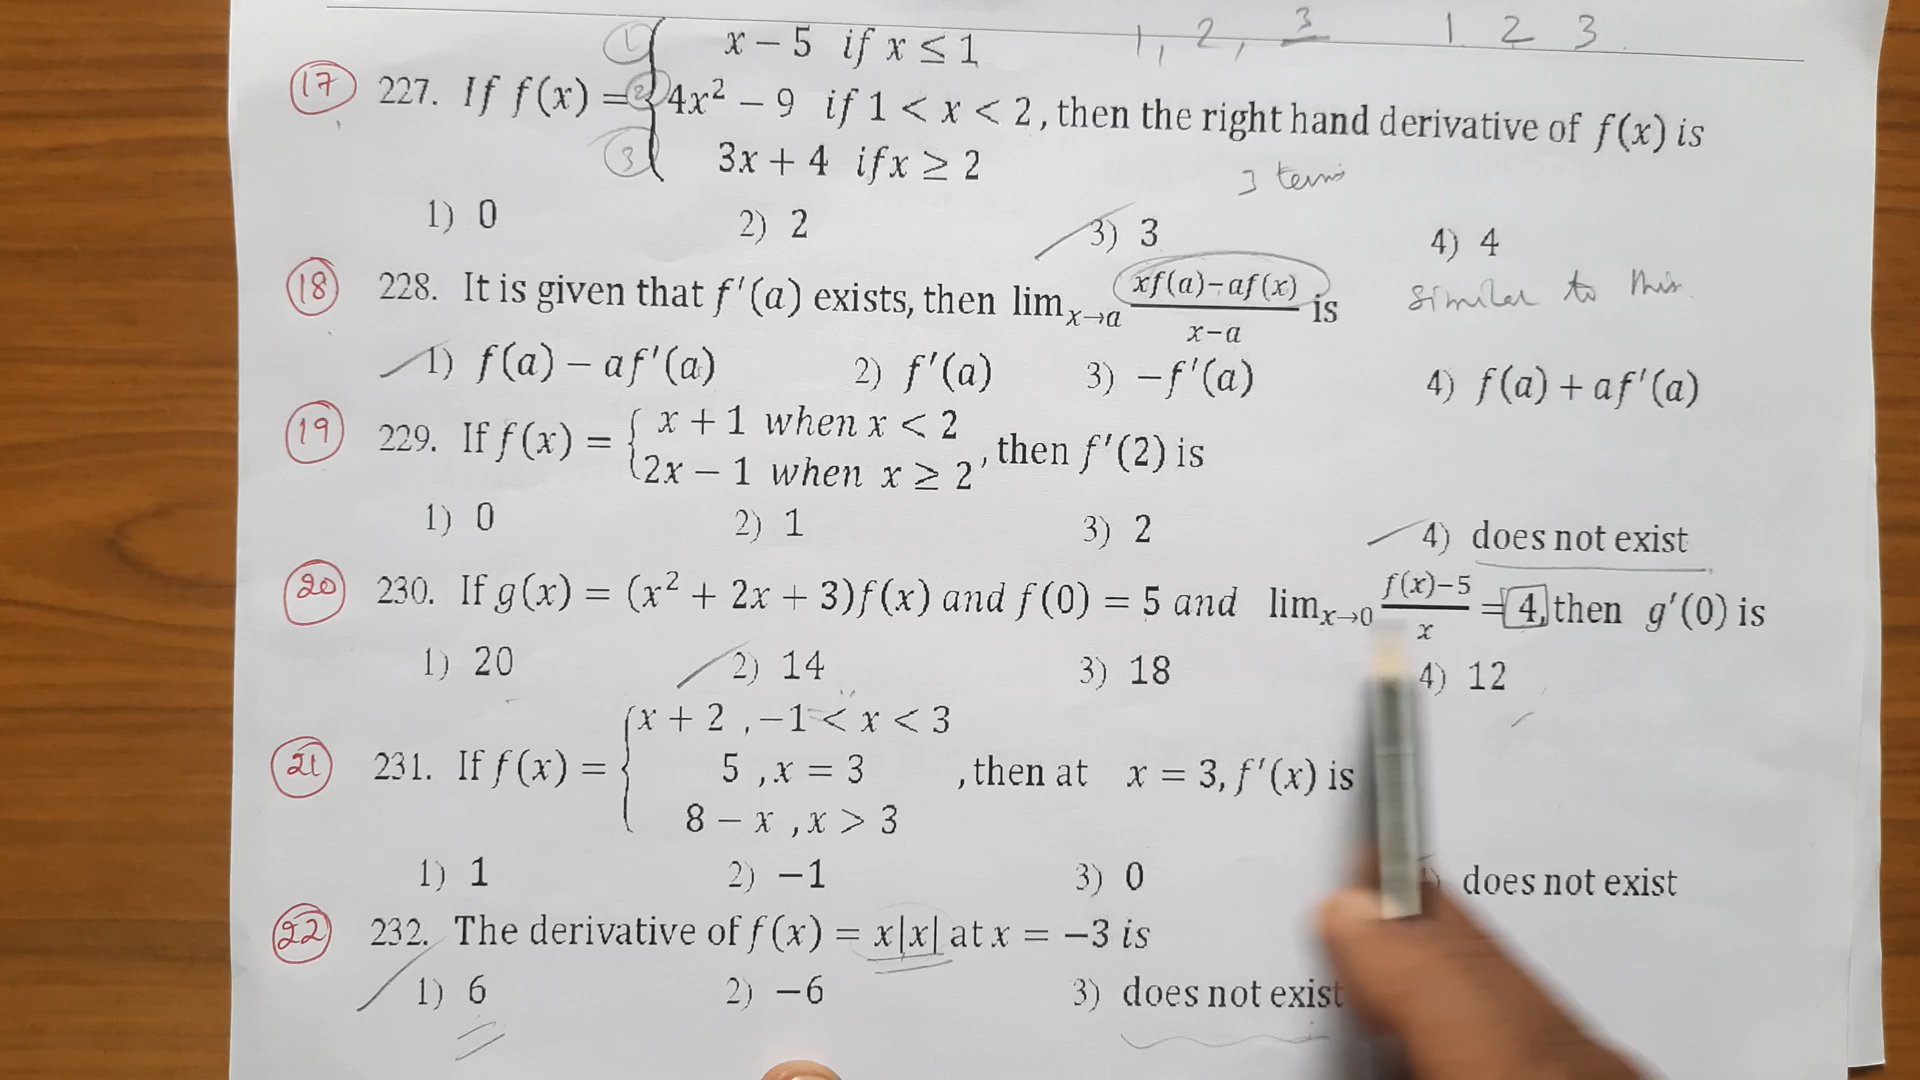 1, 2, 3 1 2 3
1 x − 5 if x ≤ 1
17 227. If f(x) = { 2 4x² − 9 if 1 < x < 2, then the right hand derivative of f(x) is
3 3x + 4 if x ≥ 2
3 terms
1) 0 2) 2 3) 3 4) 4
18 228. It is given that f′(a) exists, then lim x→a (xf(a)−af(x))/(x−a) is similar to this.
1) f(a) − af′(a) 2) f′(a) 3) −f′(a) 4) f(a) + af′(a)
19 229. If f(x) = { x + 1 when x < 2
2x − 1 when x ≥ 2, then f′(2) is
1) 0 2) 1 3) 2 4) does not exist
20 230. If g(x) = (x² + 2x + 3)f(x) and f(0) = 5 and lim x→0 (f(x)−5)/x = 4, then g′(0) is
1) 20 2) 14 3) 18 4) 12
x + 2 , −1 < x < 3
21 231. If f(x) = { 5 , x = 3 , then at x = 3, f′(x) is
8 − x , x > 3
1) 1 2) −1 3) 0 ) does not exist
22 232. The derivative of f(x) = x|x| at x = −3 is
1) 6 2) −6 3) does not exist